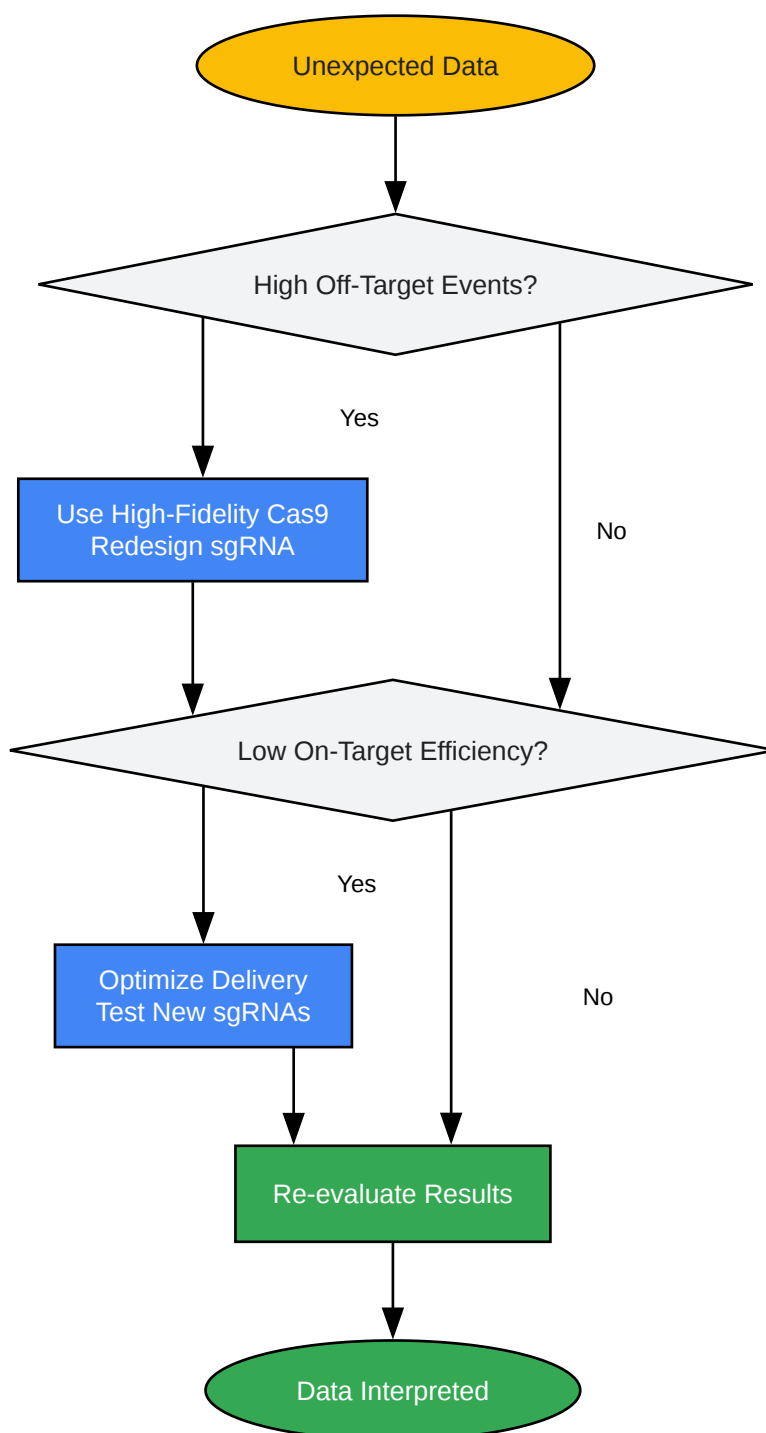 Unexpected Data
High Off-Target Events?
Yes
Use High-Fidelity Cas9
Redesign sgRNA
No
Low On-Target Efficiency?
Yes
Optimize Delivery
Test New sgRNAs
No
Re-evaluate Results
Data Interpreted